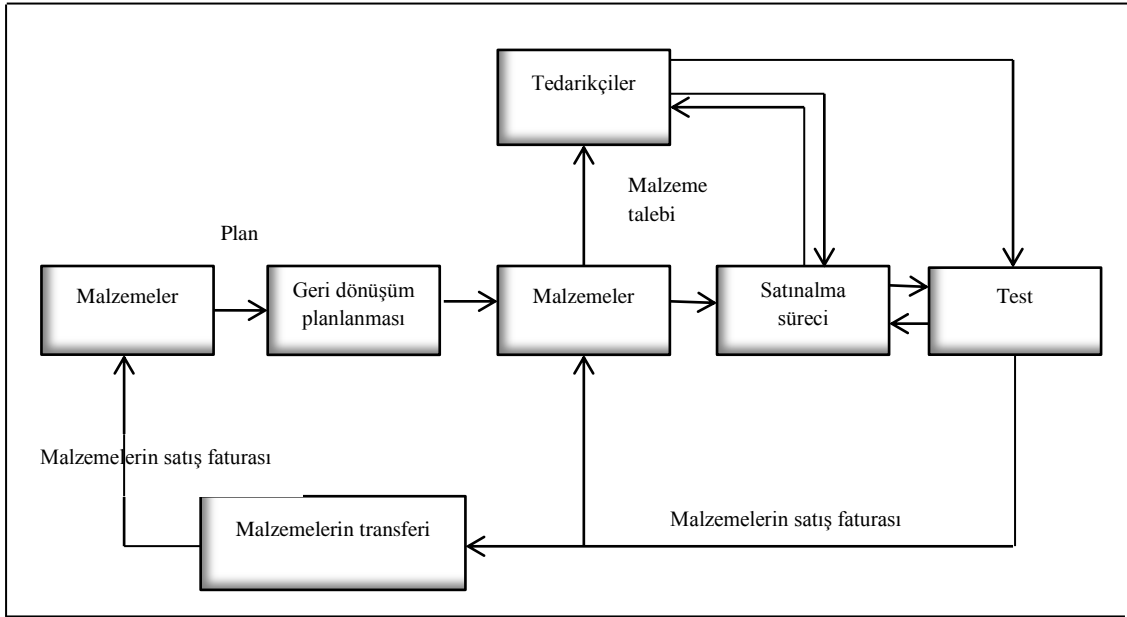 Tedarikçiler
Malzeme
talebi
Plan
Malzemeler
Geri dönüşüm
planlanması
Malzemeler
Satınalma
süreci
Test
Malzemelerin satış faturası
Malzemelerin transferi
Malzemelerin satış faturası